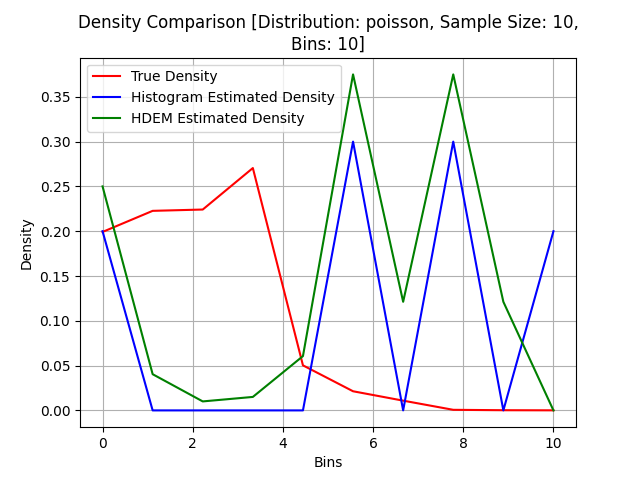 Density Comparison [Distribution: poisson, Sample Size: 10,
Bins: 10]
True Density
Histogram Estimated Density
HDEM Estimated Density
Density
0.35
0.30
0.25
0.20
0.15
0.10
0.05
0.00
0 2 4 6 8 10
Bins